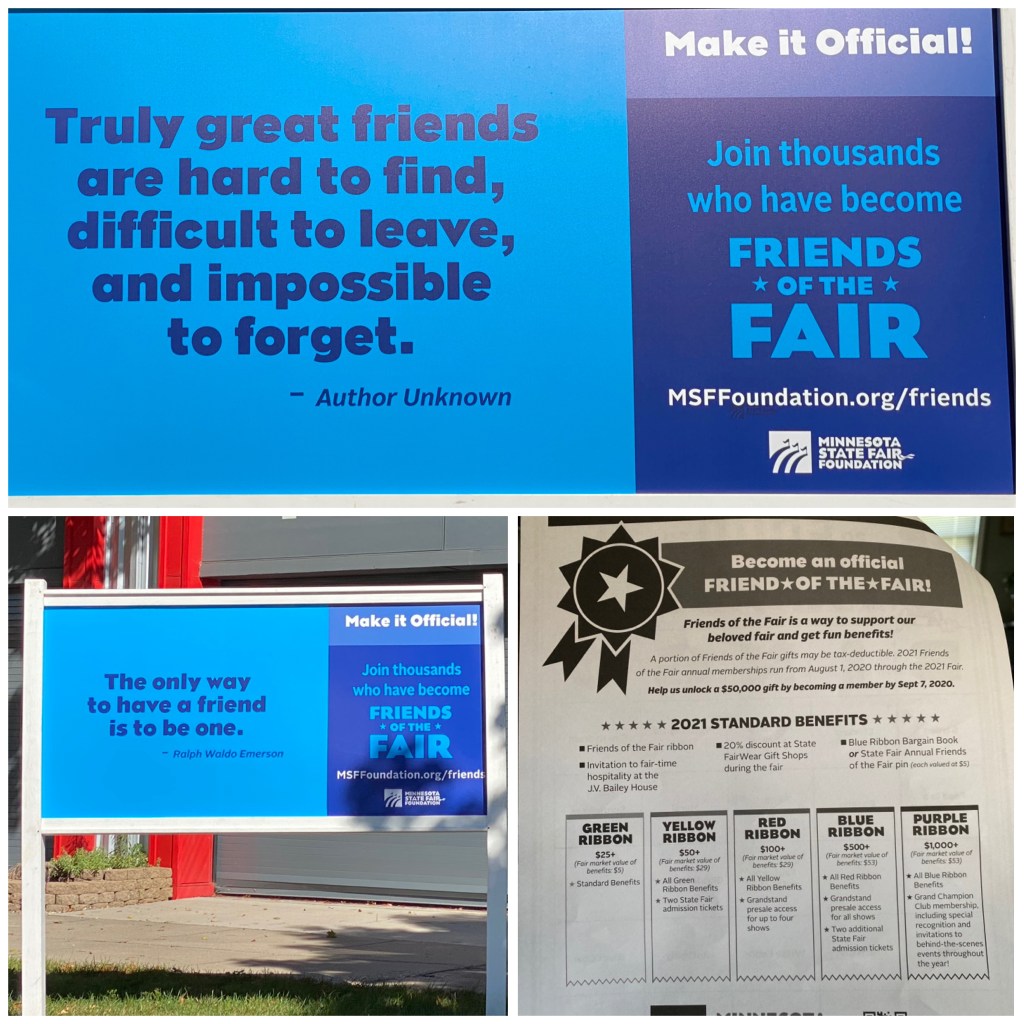 Truly great friends
are hard to find,
difficult to leave,
and impossible
to forget.
– Author Unknown
Make it Official!
Join thousands
who have become
FRIENDS
★ OF THE ★
FAIR
MSFFoundation.org/friends
MINNESOTA
STATE FAIR
FOUNDATION
The only way
to have a friend
is to be one.
– Ralph Waldo Emerson
Make it Official!
Join thousands
who have become
FRIENDS
★ OF THE ★
FAIR
MSFFoundation.org/friends
MINNESOTA
STATE FAIR
FOUNDATION
Become an official
FRIEND★OF THE★FAIR!
Friends of the Fair is a way to support our
beloved fair and get fun benefits!
A portion of Friends of the Fair gifts may be tax-deductible. 2021 Friends
of the Fair annual memberships run from August 1, 2020 through the 2021 Fair.
Help us unlock a $50,000 gift by becoming a member by Sept 7, 2020.
★ ★ ★ ★ ★ 2021 STANDARD BENEFITS ★ ★ ★ ★ ★
■ Friends of the Fair ribbon
■ Invitation to fair-time
hospitality at the
J.V. Bailey House
■ 20% discount at State
FairWear Gift Shops
during the fair
■ Blue Ribbon Bargain Book
or State Fair Annual Friends
of the Fair pin (each valued at $5)
GREEN
RIBBON
$25+
(Fair market value of
benefits: $5)
★ Standard Benefits
YELLOW
RIBBON
$50+
(Fair market value of
benefits: $29)
★ All Green
Ribbon Benefits
★ Two State Fair
admission tickets
RED
RIBBON
$100+
(Fair market value of
benefits: $29)
★ All Yellow
Ribbon Benefits
★ Grandstand
presale access
for up to four
shows
BLUE
RIBBON
$500+
(Fair market value of
benefits: $53)
★ All Red Ribbon
Benefits
★ Grandstand
presale access
for all shows
★ Two additional
State Fair
admission tickets
PURPLE
RIBBON
$1,000+
(Fair market value of
benefits: $53)
★ All Blue Ribbon
Benefits
★ Grand Champion
Club membership,
including special
recognition and
invitations to
behind-the-scenes
events throughout
the year!
MINNESOTA